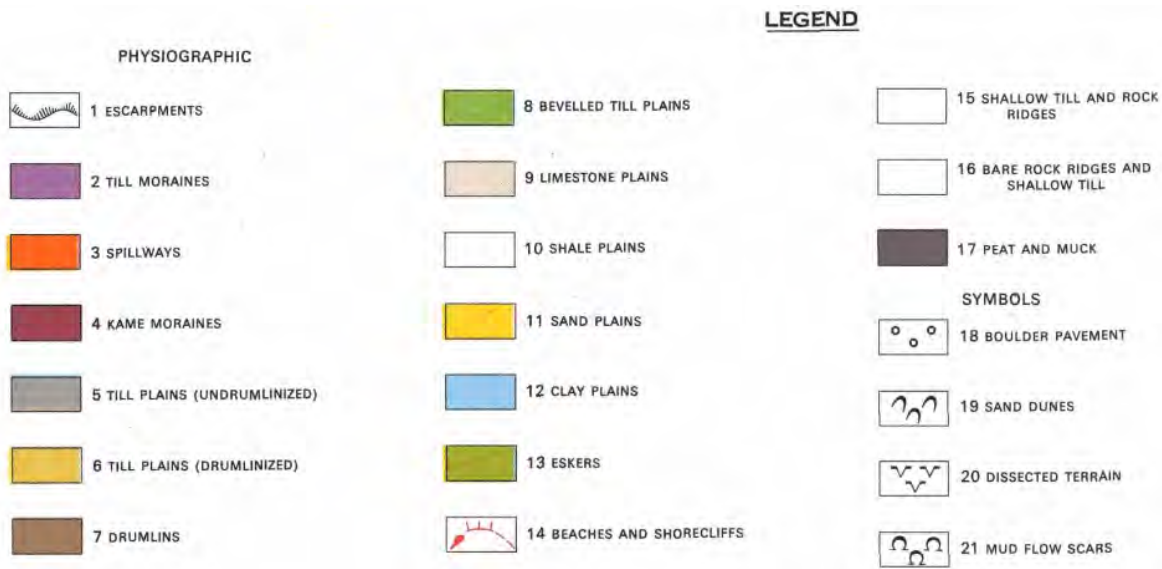 LEGEND
PHYSIOGRAPHIC
1 ESCARPMENTS
2 TILL MORAINES
3 SPILLWAYS
4 KAME MORAINES
5 TILL PLAINS (UNDRUMLINIZED)
6 TILL PLAINS (DRUMLINIZED)
7 DRUMLINS
8 BEVELLED TILL PLAINS
9 LIMESTONE PLAINS
10 SHALE PLAINS
11 SAND PLAINS
12 CLAY PLAINS
13 ESKERS
14 BEACHES AND SHORECLIFFS
15 SHALLOW TILL AND ROCK
RIDGES
16 BARE ROCK RIDGES AND
SHALLOW TILL
17 PEAT AND MUCK
SYMBOLS
18 BOULDER PAVEMENT
19 SAND DUNES
20 DISSECTED TERRAIN
21 MUD FLOW SCARS